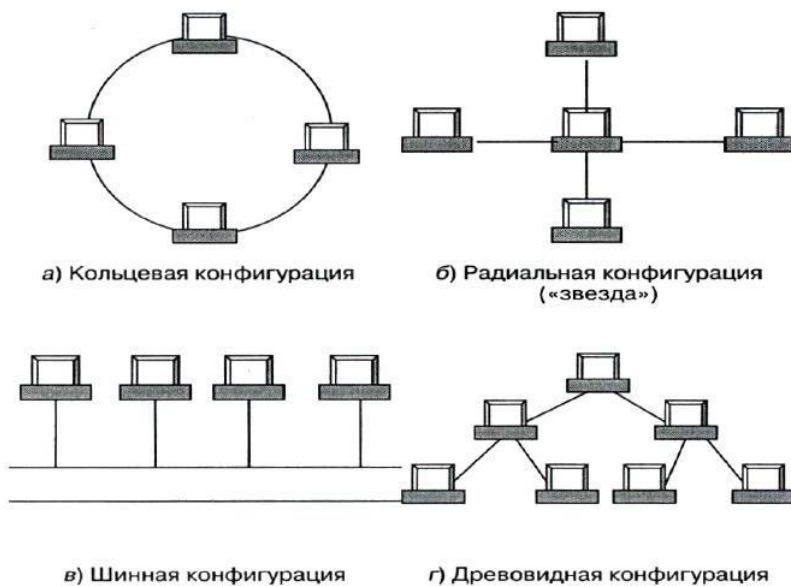 а) Кольцевая конфигурация
б) Радиальная конфигурация
(«звезда»)
в) Шинная конфигурация
г) Древовидная конфигурация